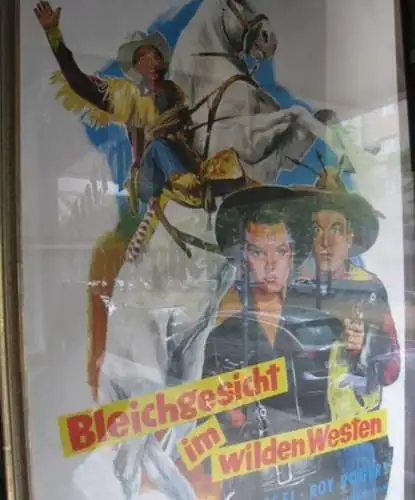 Bleichgesicht
im
wilden Westen
ROY ROGERS